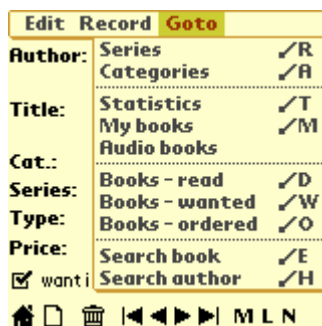 Edit Record Goto
Author:
Series /R
Categories /A
Title:
Statistics /T
My books /M
Audio books
Cat.:
Series:
Books - read /D
Books - wanted /W
Type:
Books - ordered /O
Price:
Search book /E
wanti
Search author /H
M L N